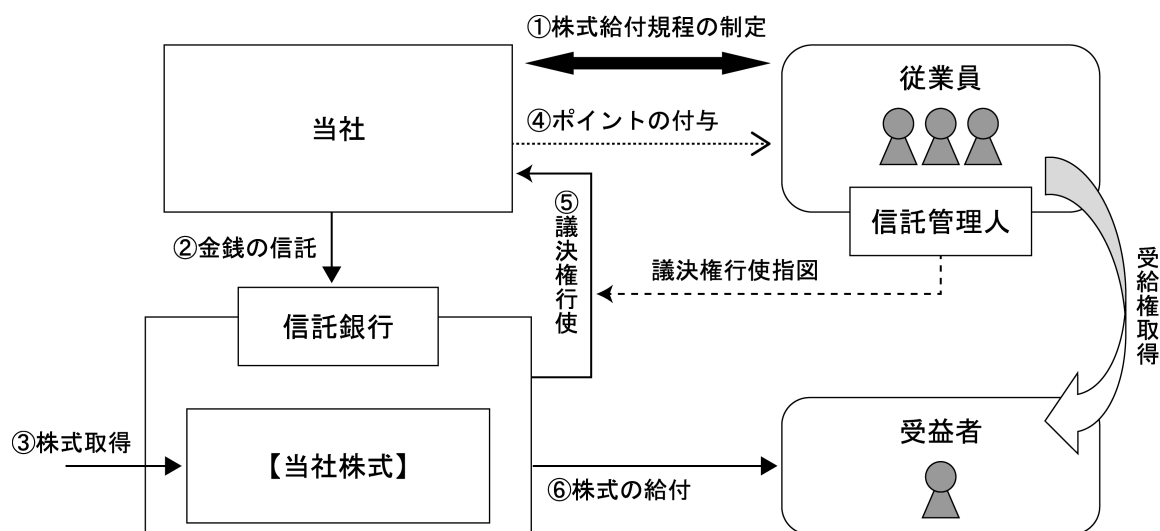 ①株式給付規程の制定
当社
従業員
④ポイントの付与
信託管理人
⑤議決権行使
②金銭の信託
議決権行使指図
受給権取得
信託銀行
③株式取得
【当社株式】
受益者
⑥株式の給付